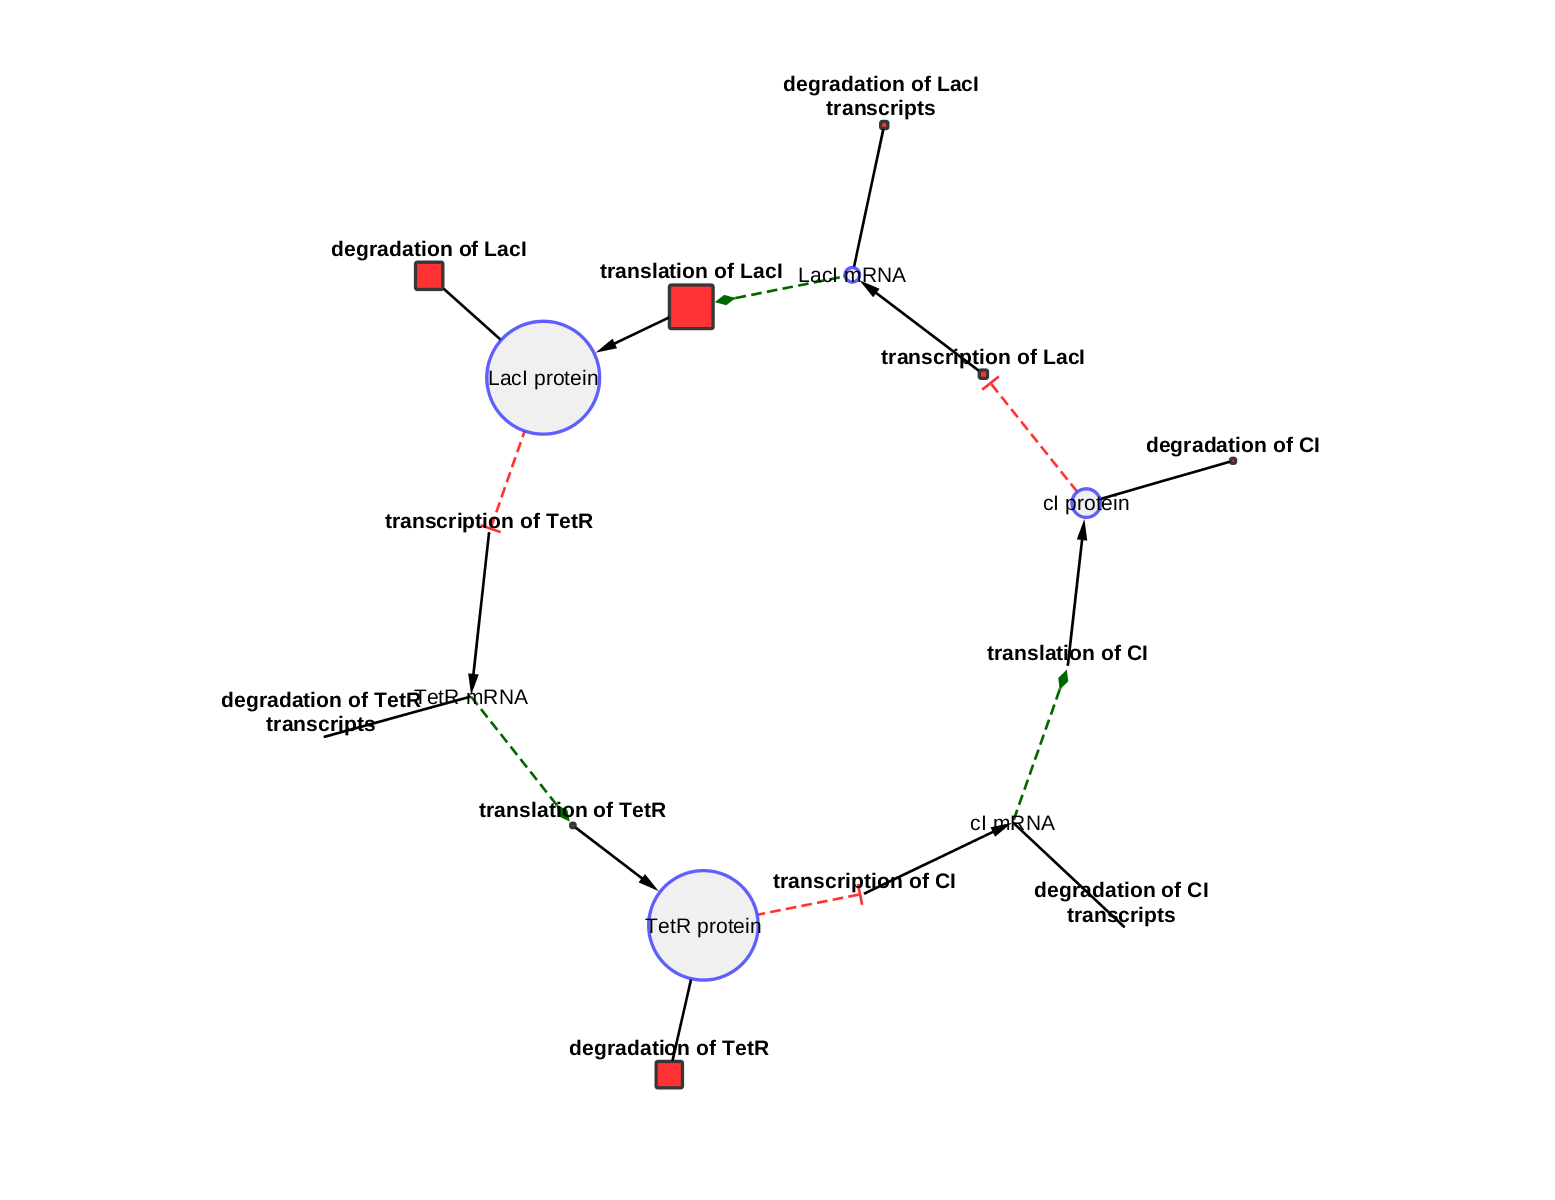 degradation of LacI
transcripts
degradation of LacI
translation of LacI
LacI mRNA
transcription of LacI
LacI protein
degradation of CI
cI protein
transcription of TetR
translation of CI
degradation of TetR
transcripts
TetR mRNA
translation of TetR
cI mRNA
transcription of CI
degradation of CI
transcripts
TetR protein
degradation of TetR